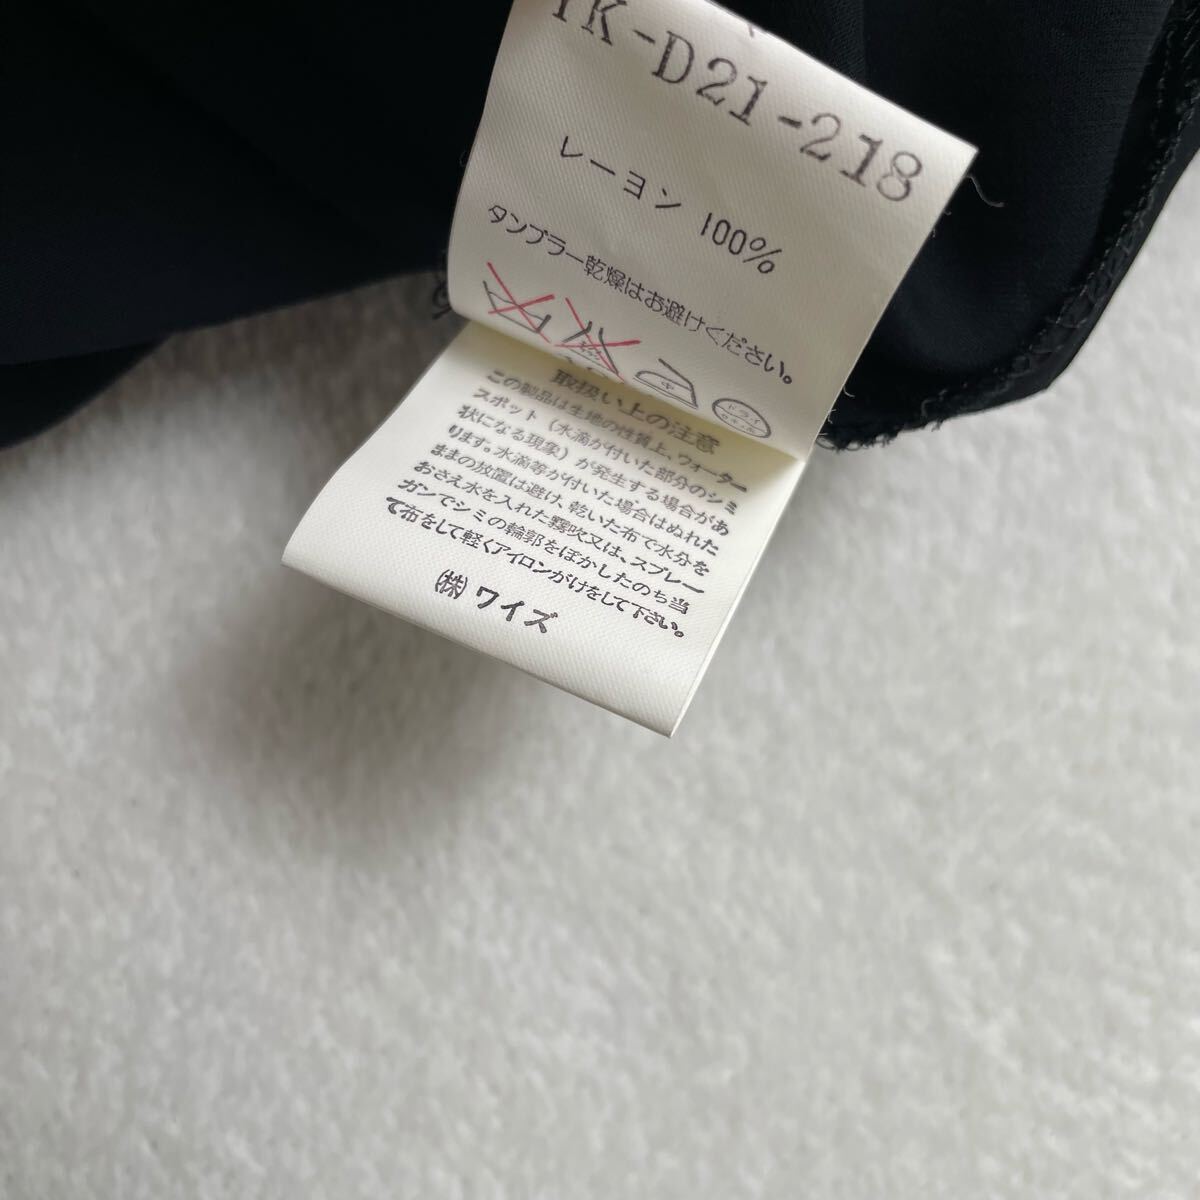 YK-D21-218
レーヨン 100%
タンブラー乾燥はお避けください。
中
ドライ
取扱い上の注意
この製品は生地の性質上、ウォーター
スポット（水滴が付いた部分のシミ
状になる現象）が発生する場合があ
ります。水滴等が付いた場合はぬれた
ままの放置は避け、乾いた布で水分を
おさえ水を入れた霧吹又は、スプレー
ガンでシミの輪郭をぼかしたのち当
て布をして軽くアイロンがけをして下さい。
㈱ ワイズ